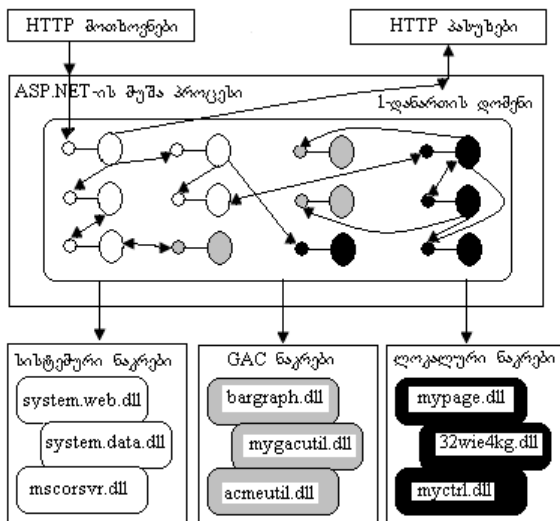 HTTP მოთხოვნები
HTTP პასუხები
ASP.NET-ის მუშა პროცესი
1-დანართის დომენი
სისტემური ნაკრები
system.web.dll
system.data.dll
mscorsvr.dll
GAC ნაკრები
bargraph.dll
mygacutil.dll
acmeutil.dll
ლოკალური ნაკრები
mypage.dll
32wie4kg.dll
myctrl.dll